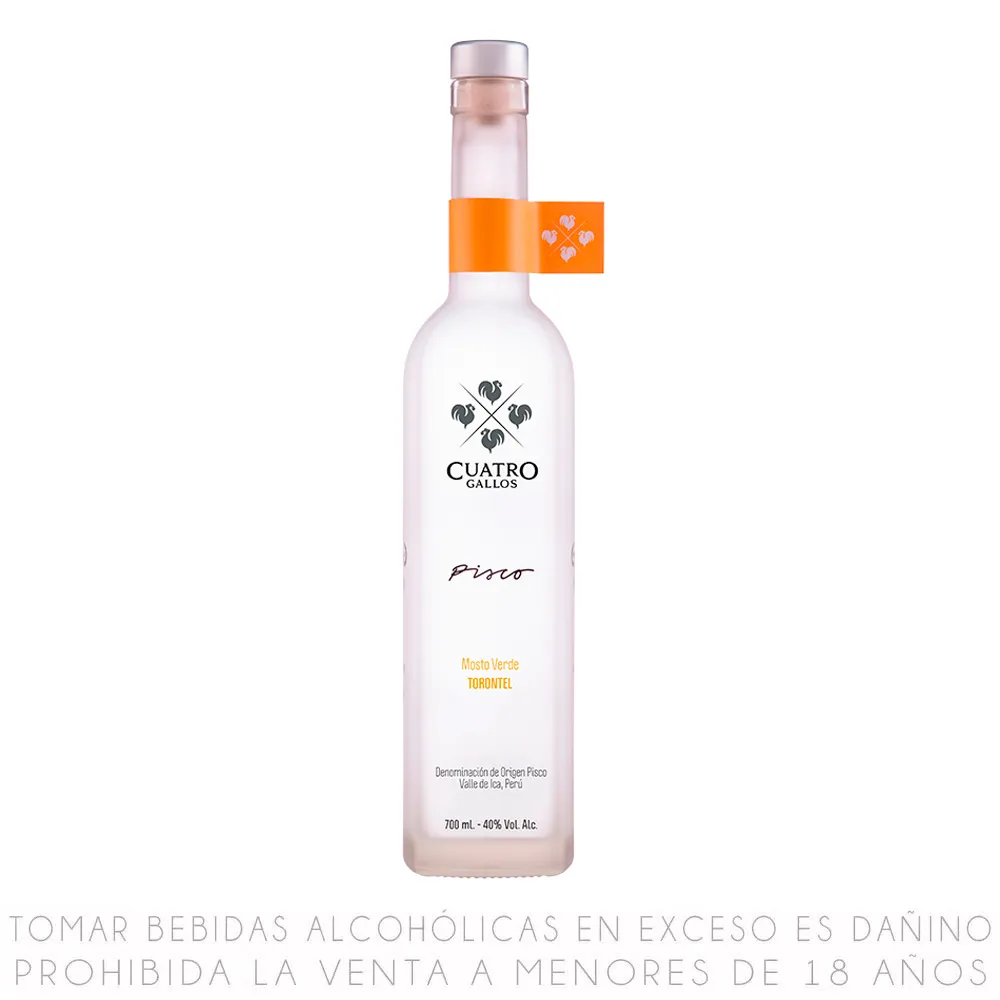 CUATRO
GALLOS
Pisco
Mosto Verde
TORONTEL
Denominación de Origen Pisco
Valle de Ica, Perú
700 ml. - 40% Vol. Alc.
TOMAR BEBIDAS ALCOHÓLICAS EN EXCESO ES DAÑINO
PROHIBIDA LA VENTA A MENORES DE 18 AÑOS